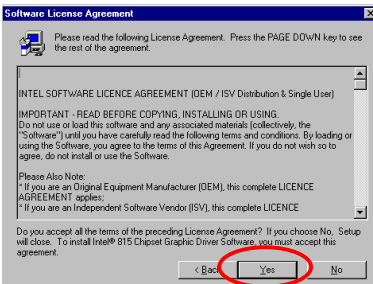 Software License Agreement
Please read the following License Agreement. Press the PAGE DOWN key to see
the rest of the agreement.
INTEL SOFTWARE LICENCE AGREEMENT (OEM / ISV Distribution & Single User)
IMPORTANT - READ BEFORE COPYING, INSTALLING OR USING.
Do not use or load this software and any associated materials (collectively, the
"Software") until you have carefully read the following terms and conditions. By loading or
using the Software, you agree to the terms of this Agreement. If you do not wish to so
agree, do not install or use the Software.
Please Also Note:
* If you are an Original Equipment Manufacturer (OEM), this complete LICENCE
AGREEMENT applies;
* If you are an Independent Software Vendor (ISV), this complete LICENCE
Do you accept all the terms of the preceding License Agreement? If you choose No, Setup
will close. To install Intel® 815 Chipset Graphic Driver Software, you must accept this
agreement.
< Back Yes No